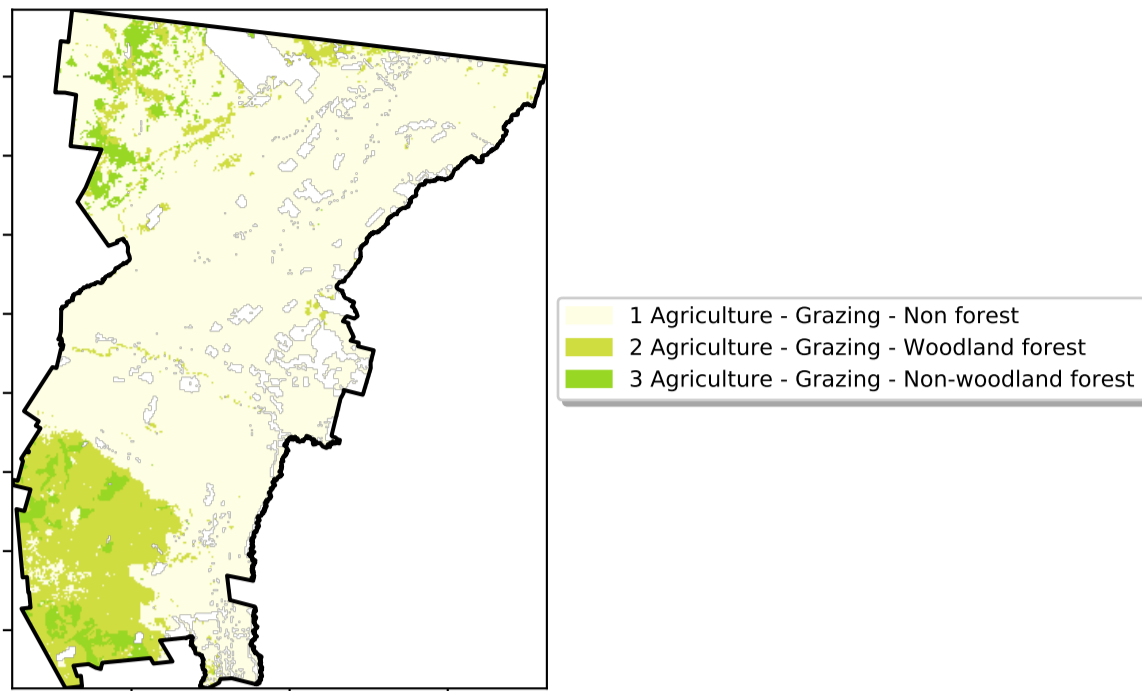 1 Agriculture - Grazing - Non forest
2 Agriculture - Grazing - Woodland forest
3 Agriculture - Grazing - Non-woodland forest